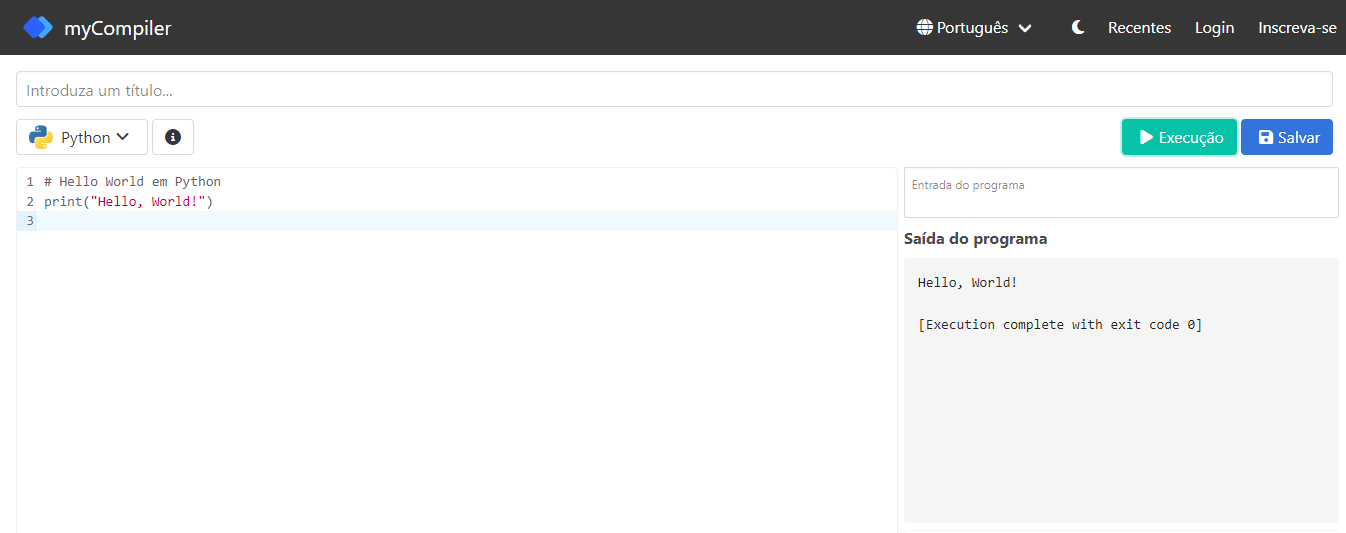 myCompiler Português Recentes Login Inscreva-se
Introduza um título...
Python Execução Salvar
1 # Hello World em Python
2 print("Hello, World!")
3
Entrada do programa
Saída do programa
Hello, World!
[Execution complete with exit code 0]